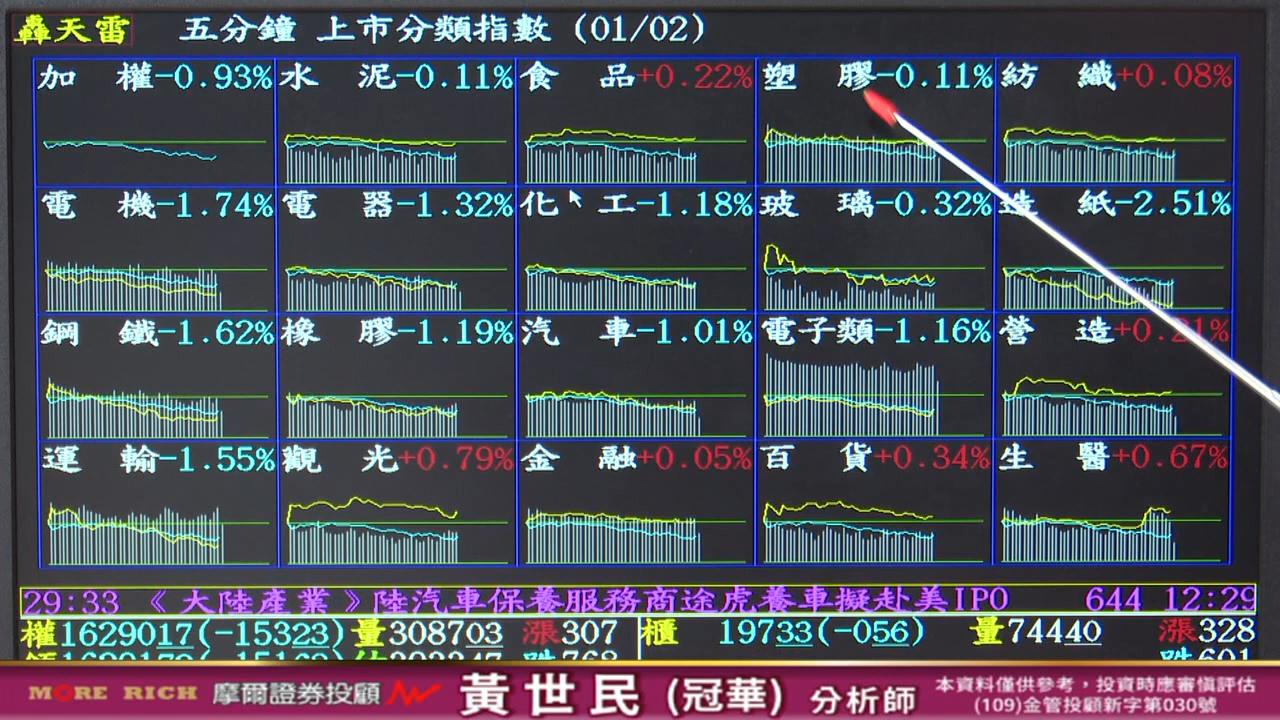 轟天雷 五分鐘 上市分類指數 (01/02)
加權-0.93% 水泥-0.11% 食品+0.22% 塑膠-0.11% 紡織+0.08%
電機-1.74% 電器-1.32% 化工-1.18% 玻璃-0.32% 造紙-2.51%
鋼鐵-1.62% 橡膠-1.19% 汽車-1.01% 電子類-1.16% 營造+0.21%
運輸-1.55% 觀光+0.79% 金融+0.05% 百貨+0.34% 生醫+0.67%
29:33 《大陸產業》陸汽車保養服務商途虎養車擬赴美IPO 644 12:29
權1629017(-15323)量308703 漲307 櫃 19733(-056) 量74440 漲328
MORE RICH 摩爾證券投顧 黃世民 (冠華) 分析師
本資料僅供參考，投資時應審慎評估
(109)金管投顧新字第030號